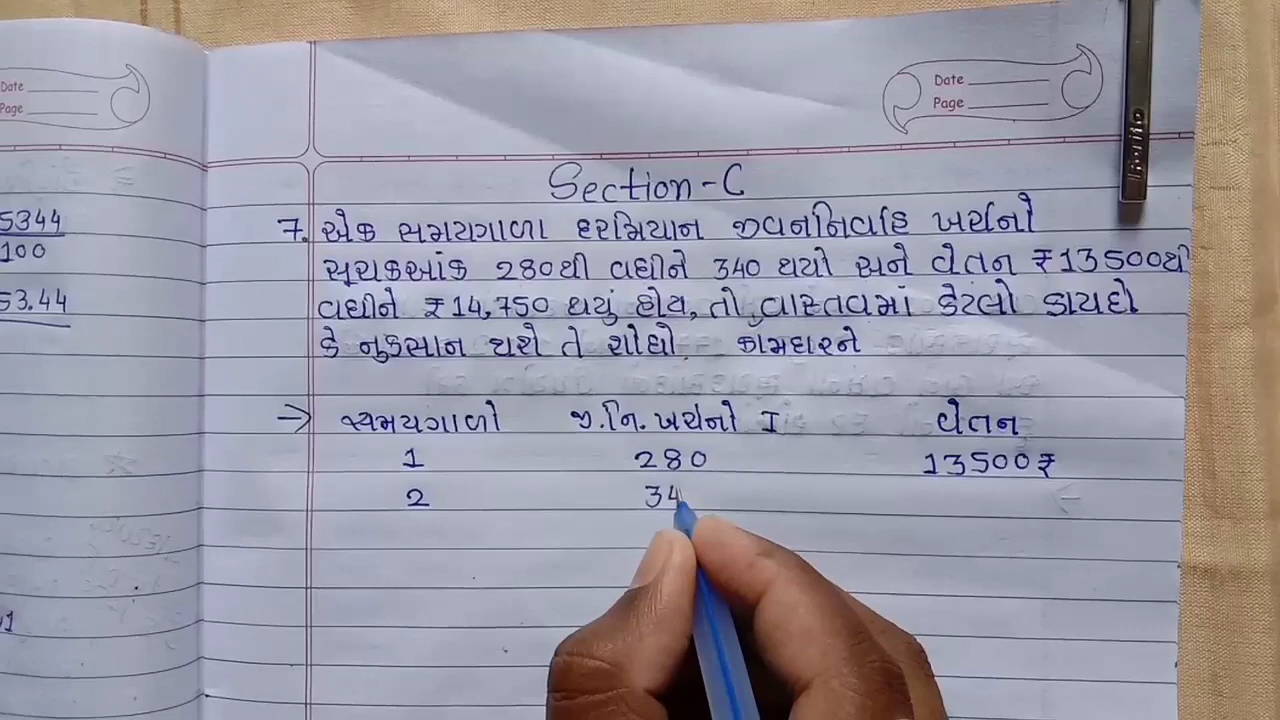 Date
Page
Date
Page
5344
100
53.44
Section-C
7. એક સમયગાળા દરમિયાન જીવનનિર્વાહ ખર્ચનો
સૂચકઆંક 280થી વધીને 340 થયો અને વેતન ₹13500થી
વધીને ₹14,750 થયું હોય, તો વાસ્તવમાં કેટલો ફાયદો
કે નુકસાન થશે તે શોધો. કામદારને
→ સમયગાળો જી.નિ.ખર્ચનો I વેતન
1 280 13500₹
2 34